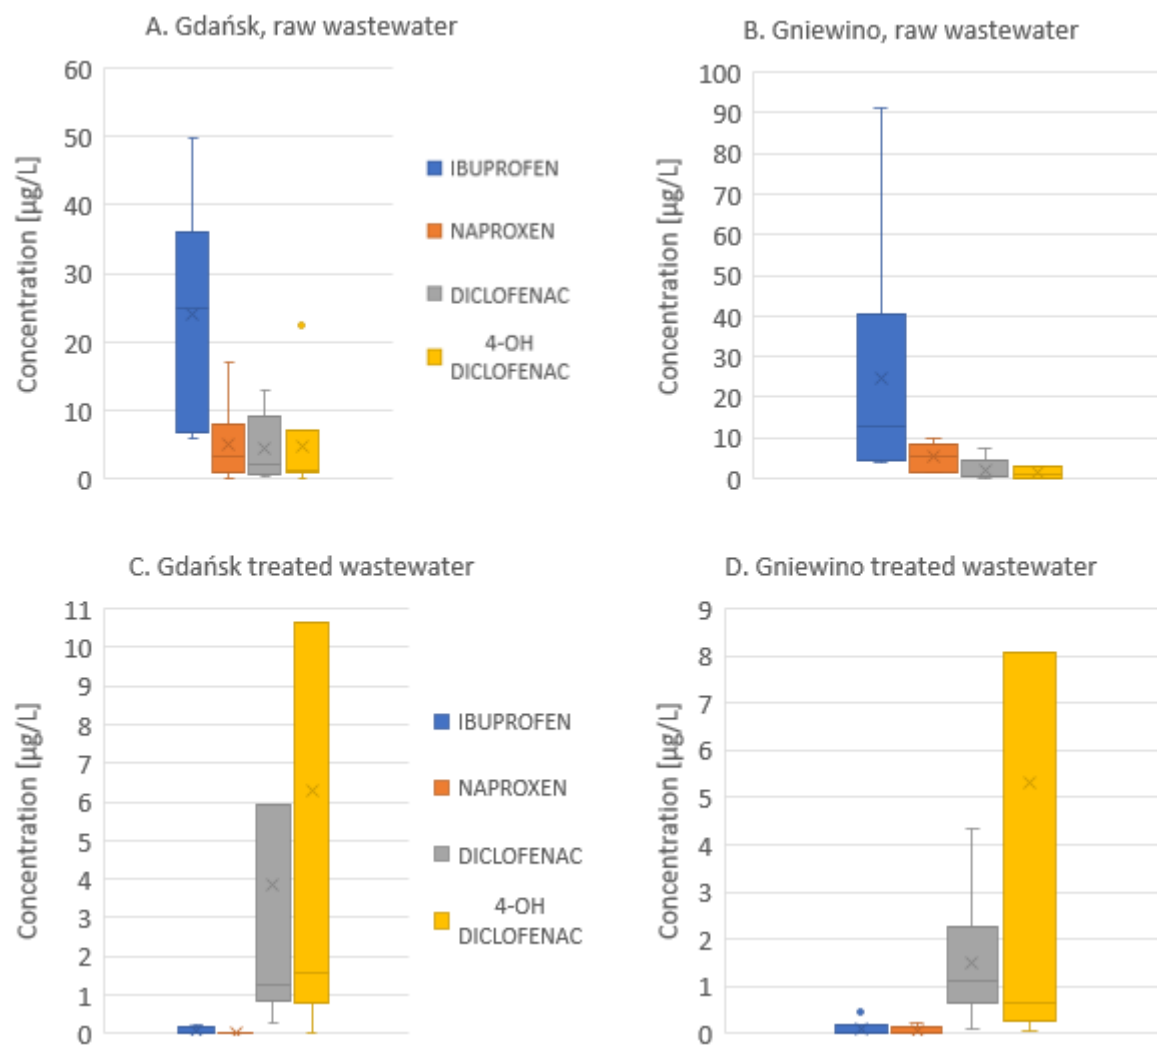 A. Gdańsk, raw wastewater
Concentration [µg/L]
60
50
40
30
20
10
0
IBUPROFEN
NAPROXEN
DICLOFENAC
4-OH
DICLOFENAC
B. Gniewino, raw wastewater
Concentration [µg/L]
100
90
80
70
60
50
40
30
20
10
0
C. Gdańsk treated wastewater
Concentration [µg/L]
11
10
9
8
7
6
5
4
3
2
1
0
IBUPROFEN
NAPROXEN
DICLOFENAC
4-OH
DICLOFENAC
D. Gniewino treated wastewater
Concentration [µg/L]
9
8
7
6
5
4
3
2
1
0